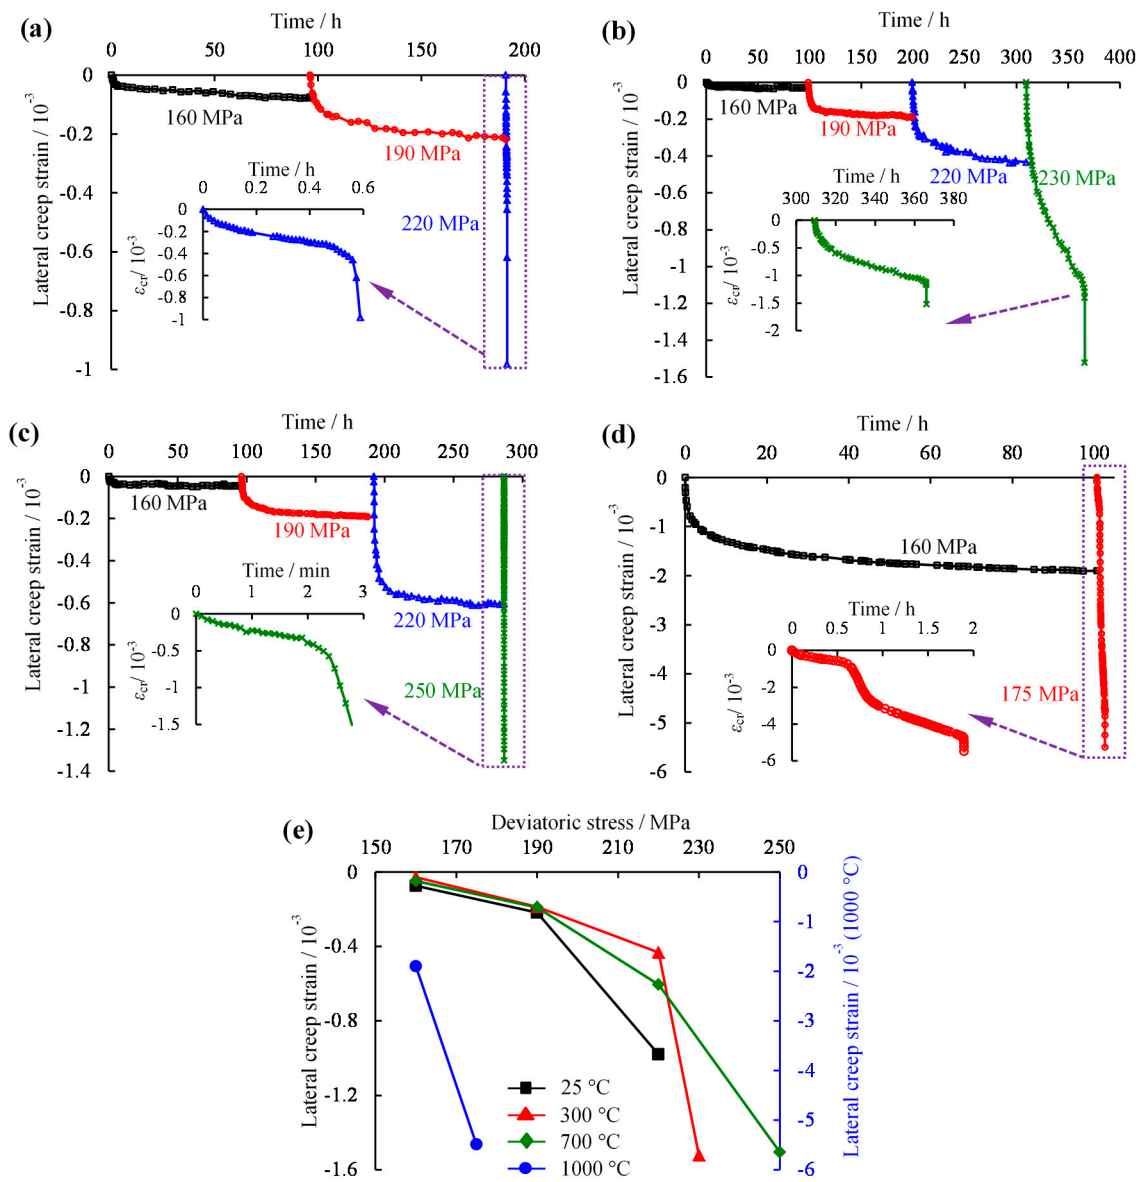 (a)
Time / h
0 50 100 150 200
Lateral creep strain / 10⁻³
0
-0.2
-0.4
-0.6
-0.8
-1
160 MPa
190 MPa
220 MPa
Time / h
0 0.2 0.4 0.6
εcr/ 10⁻³
0
-0.2
-0.4
-0.6
-0.8
-1
(b)
Time / h
0 50 100 150 200 250 300 350 400
Lateral creep strain / 10⁻³
0
-0.2
-0.4
-0.6
-0.8
-1
-1.2
-1.4
-1.6
160 MPa
190 MPa
220 MPa
230 MPa
Time / h
300 320 340 360 380
εcr/ 10⁻³
0
-0.5
-1
-1.5
-2
(c)
Time / h
0 50 100 150 200 250 300
Lateral creep strain / 10⁻³
0
-0.2
-0.4
-0.6
-0.8
-1
-1.2
-1.4
160 MPa
190 MPa
220 MPa
250 MPa
Time / min
0 1 2 3
εcr/ 10⁻³
0
-0.5
-1
-1.5
(d)
Time / h
0 20 40 60 80 100
Lateral creep strain / 10⁻³
0
-1
-2
-3
-4
-5
-6
160 MPa
175 MPa
Time / h
0 0.5 1 1.5 2
εcr/ 10⁻³
0
-2
-4
-6
(e)
Deviatoric stress / MPa
150 170 190 210 230 250
Lateral creep strain / 10⁻³
0
-0.4
-0.8
-1.2
-1.6
25 °C
300 °C
700 °C
1000 °C
0
-1
-2
-3
-4
-5
-6
Lateral creep strain / 10⁻³ (1000 °C)